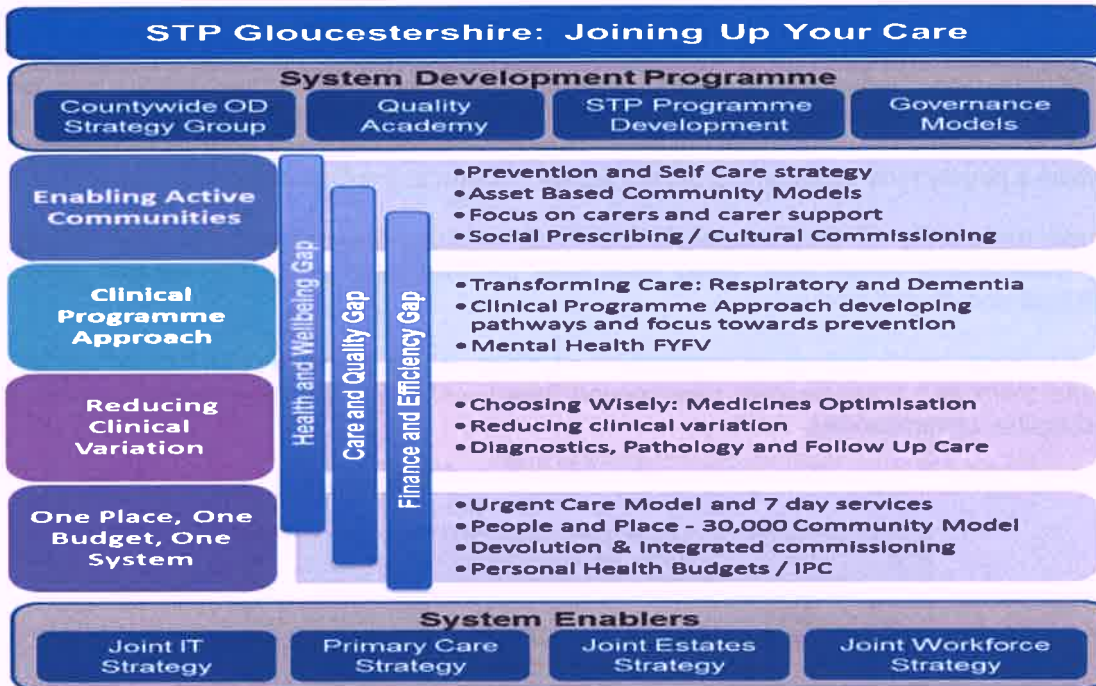 STP Gloucestershire: Joining Up Your Care
System Development Programme
Countywide OD
Strategy Group
Quality
Academy
STP Programme
Development
Governance
Models
Enabling Active
Communities
•Prevention and Self Care strategy
•Asset Based Community Models
•Focus on carers and carer support
•Social Prescribing / Cultural Commissioning
Clinical
Programme
Approach
•Transforming Care: Respiratory and Dementia
•Clinical Programme Approach developing
pathways and focus towards prevention
•Mental Health FYFV
Reducing
Clinical
Variation
•Choosing Wisely: Medicines Optimisation
•Reducing clinical variation
•Diagnostics, Pathology and Follow Up Care
One Place, One
Budget, One
System
•Urgent Care Model and 7 day services
•People and Place - 30,000 Community Model
•Devolution & Integrated commissioning
•Personal Health Budgets / IPC
Health and Wellbeing Gap
Care and Quality Gap
Finance and Efficiency Gap
System Enablers
Joint IT
Strategy
Primary Care
Strategy
Joint Estates
Strategy
Joint Workforce
Strategy